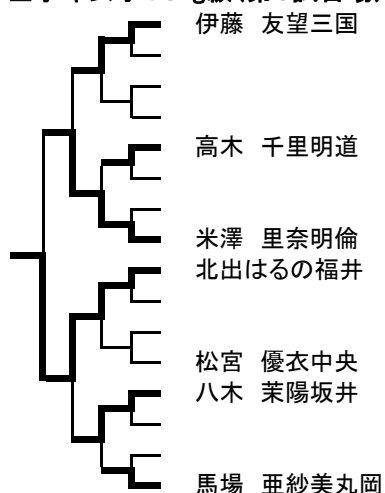 伊藤 友望三国
高木 千里明道
米澤 里奈明倫
北出はるの福井
松宮 優衣中央
八木 茉陽坂井
馬場 亜紗美丸岡